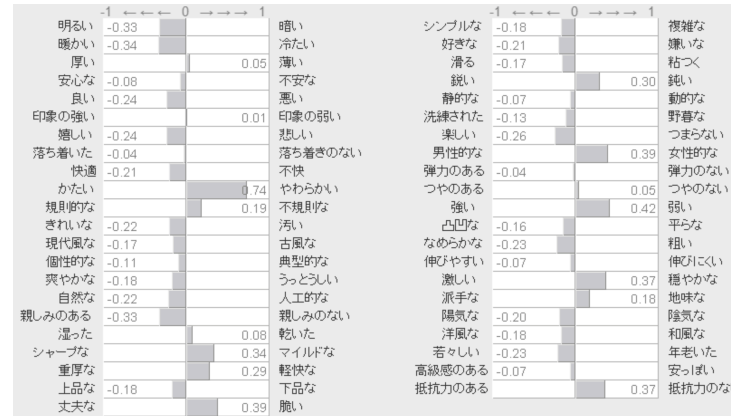 -1 ←← ← 0 → →→ 1
明るい -0.33 暗い
暖かい -0.34 冷たい
厚い 0.05 薄い
安心な -0.08 不安な
良い -0.24 悪い
印象の強い 0.01 印象の弱い
嬉しい -0.24 悲しい
落ち着いた -0.04 落ち着きのない
快適 -0.21 不快
かたい 0.74 やわらかい
規則的な 0.19 不規則な
きれいな -0.22 汚い
現代風な -0.17 古風な
個性的な -0.11 典型的な
爽やかな -0.18 うっとうしい
自然な -0.22 人工的な
親しみのある -0.33 親しみのない
湿った 0.08 乾いた
シャープな 0.34 マイルドな
重厚な 0.29 軽快な
上品な -0.18 下品な
丈夫な 0.39 脆い
-1 ←← ← 0 → →→ 1
シンプルな -0.18 複雑な
好きな -0.21 嫌いな
滑る -0.17 粘つく
鋭い 0.30 鈍い
静的な -0.07 動的な
洗練された -0.13 野暮な
楽しい -0.26 つまらない
男性的な 0.39 女性的な
弾力のある -0.04 弾力のない
つやのある 0.05 つやのない
強い 0.42 弱い
凸凹な -0.16 平らな
なめらかな -0.23 粗い
伸びやすい -0.07 伸びにくい
激しい 0.37 穏やかな
派手な 0.18 地味な
陽気な -0.20 陰気な
洋風な -0.18 和風な
若々しい -0.23 年老いた
高級感のある -0.07 安っぽい
抵抗力のある 0.37 抵抗力のな